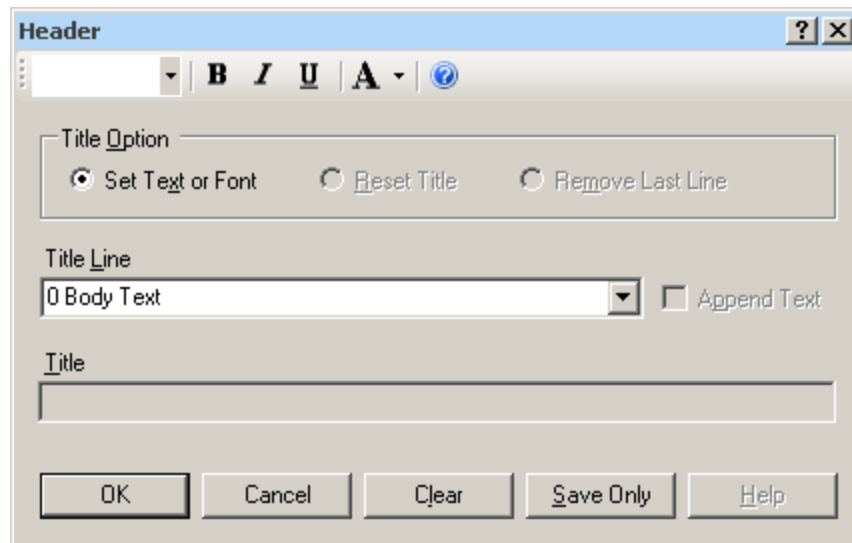 Header
B I U A
Title Option
Set Text or Font Reset Title Remove Last Line
Title Line
0 Body Text Append Text
Title
OK Cancel Clear Save Only Help